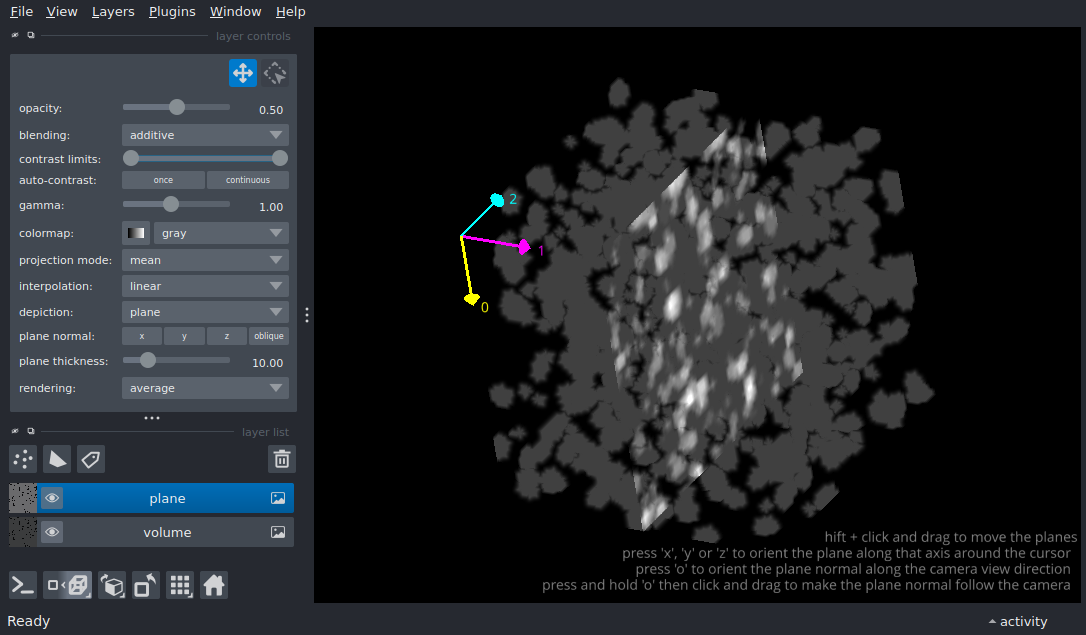 File View Layers Plugins Window Help
layer controls
opacity: 0.50
blending: additive
contrast limits:
auto-contrast: once continuous
gamma: 1.00
colormap: gray
projection mode: mean
interpolation: linear
depiction: plane
plane normal: x y z oblique
plane thickness: 10.00
rendering: average
layer list
plane
volume
2
1
0
hift + click and drag to move the planes
press 'x', 'y' or 'z' to orient the plane along that axis around the cursor
press 'o' to orient the plane normal along the camera view direction
press and hold 'o' then click and drag to make the plane normal follow the camera
Ready
activity